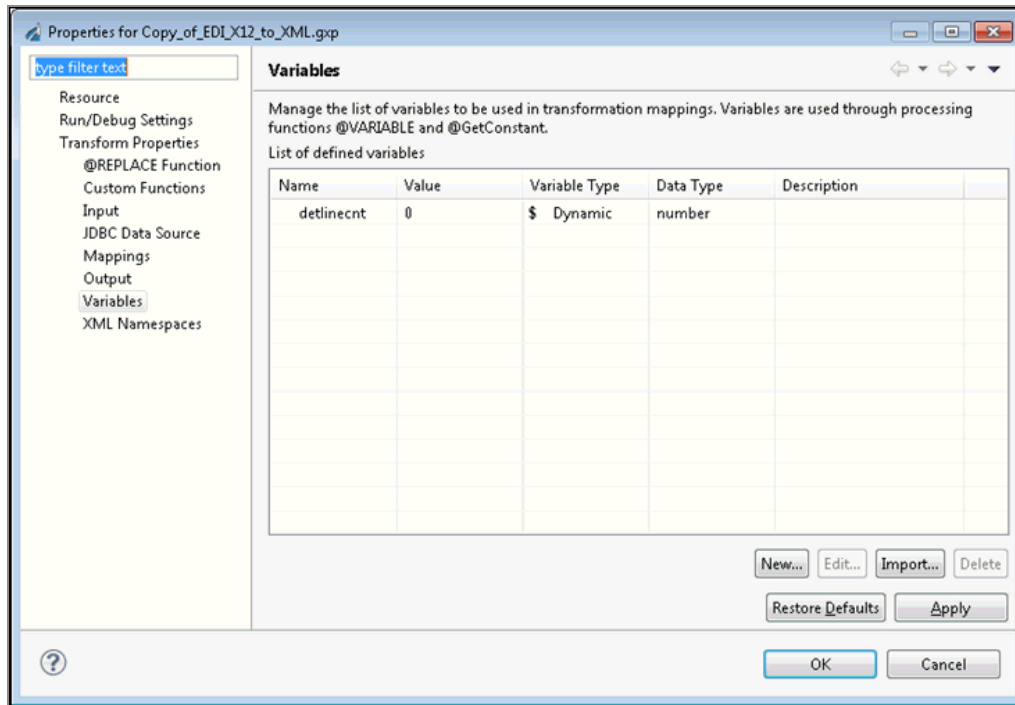 Properties for Copy_of_EDI_X12_to_XML.gxp
type filter text
Resource
Run/Debug Settings
Transform Properties
@REPLACE Function
Custom Functions
Input
JDBC Data Source
Mappings
Output
Variables
XML Namespaces
Variables
Manage the list of variables to be used in transformation mappings. Variables are used through processing
functions @VARIABLE and @GetConstant.
List of defined variables
Name Value Variable Type Data Type Description
detlinecnt 0 $ Dynamic number
New... Edit... Import... Delete
Restore Defaults Apply
? OK Cancel